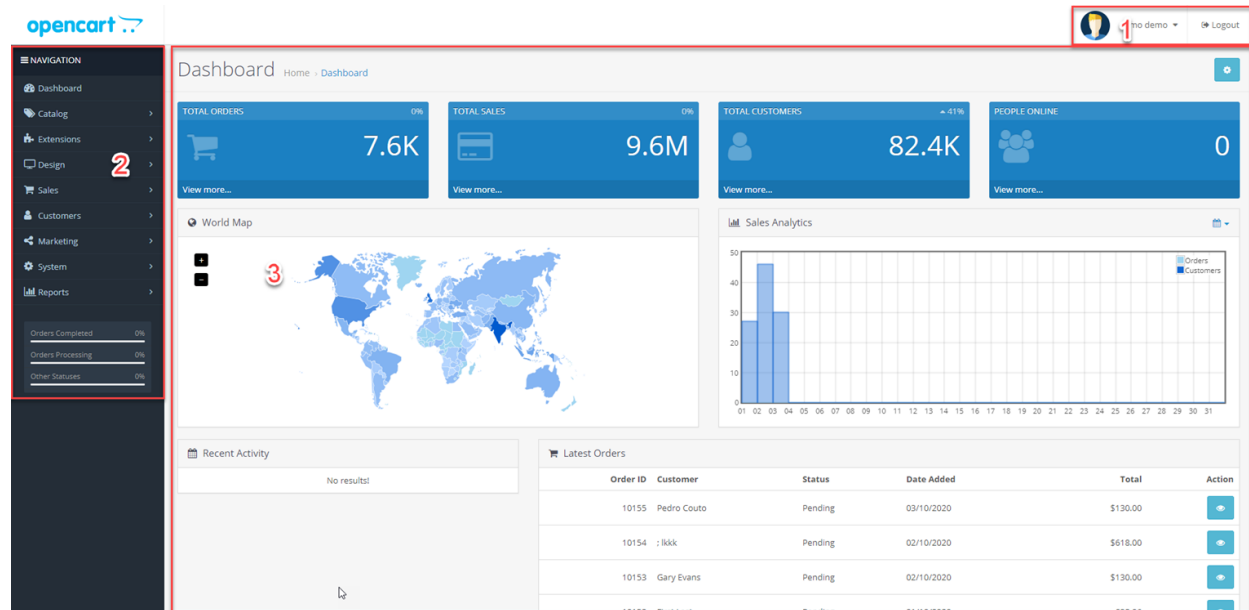 opencart
1
demo
Logout
NAVIGATION
Dashboard
Catalog
Extensions
Design
2
Sales
Customers
Marketing
System
Reports
Orders Completed 0%
Orders Processing 0%
Other Statuses 0%
Dashboard Home › Dashboard
TOTAL ORDERS 0%
7.6K
View more...
TOTAL SALES 0%
9.6M
View more...
TOTAL CUSTOMERS 41%
82.4K
View more...
PEOPLE ONLINE
0
View more...
World Map
+
-
3
Sales Analytics
Orders
Customers
50
40
30
20
10
0
01 02 03 04 05 06 07 08 09 10 11 12 13 14 15 16 17 18 19 20 21 22 23 24 25 26 27 28 29 30 31
Recent Activity
No results!
Latest Orders
Order ID Customer Status Date Added Total Action
10155 Pedro Couto Pending 03/10/2020 $130.00
10154 ; lkkk Pending 02/10/2020 $618.00
10153 Gary Evans Pending 02/10/2020 $130.00